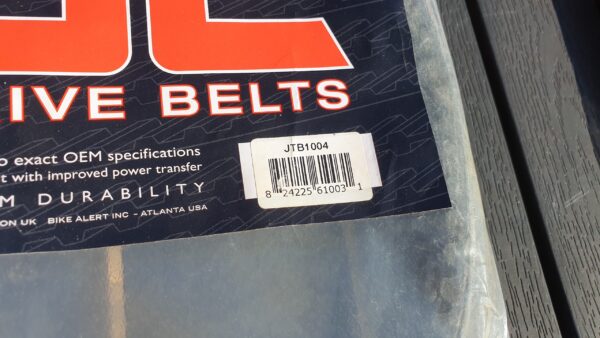 IVE BELTS
o exact OEM specifications
t with improved power transfer
M DURABILITY
ON UK BIKE ALERT INC - ATLANTA USA
JTB1004
8 24225 61003 1